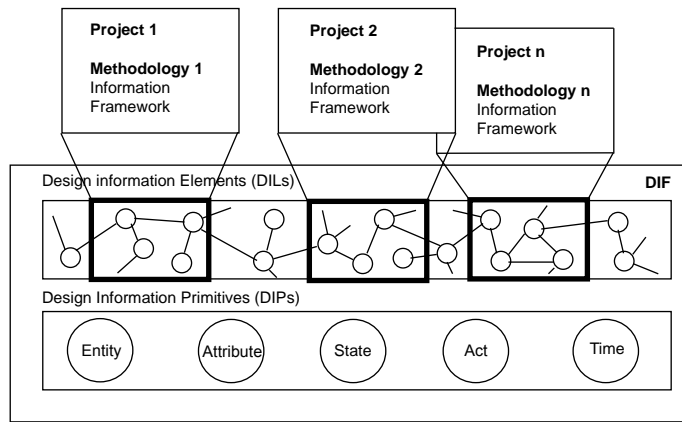 Project 1
Methodology 1
Information
Framework
Project 2
Methodology 2
Information
Framework
Project n
Methodology n
Information
Framework
Design information Elements (DILs)
DIF
Design Information Primitives (DIPs)
Entity
Attribute
State
Act
Time